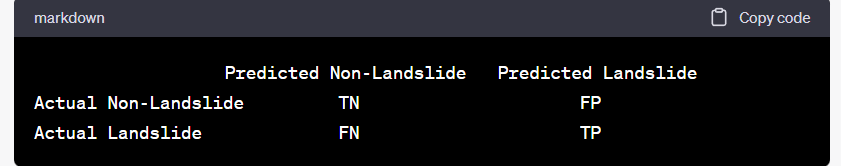 markdown Copy code
Predicted Non-Landslide Predicted Landslide
Actual Non-Landslide TN FP
Actual Landslide FN TP